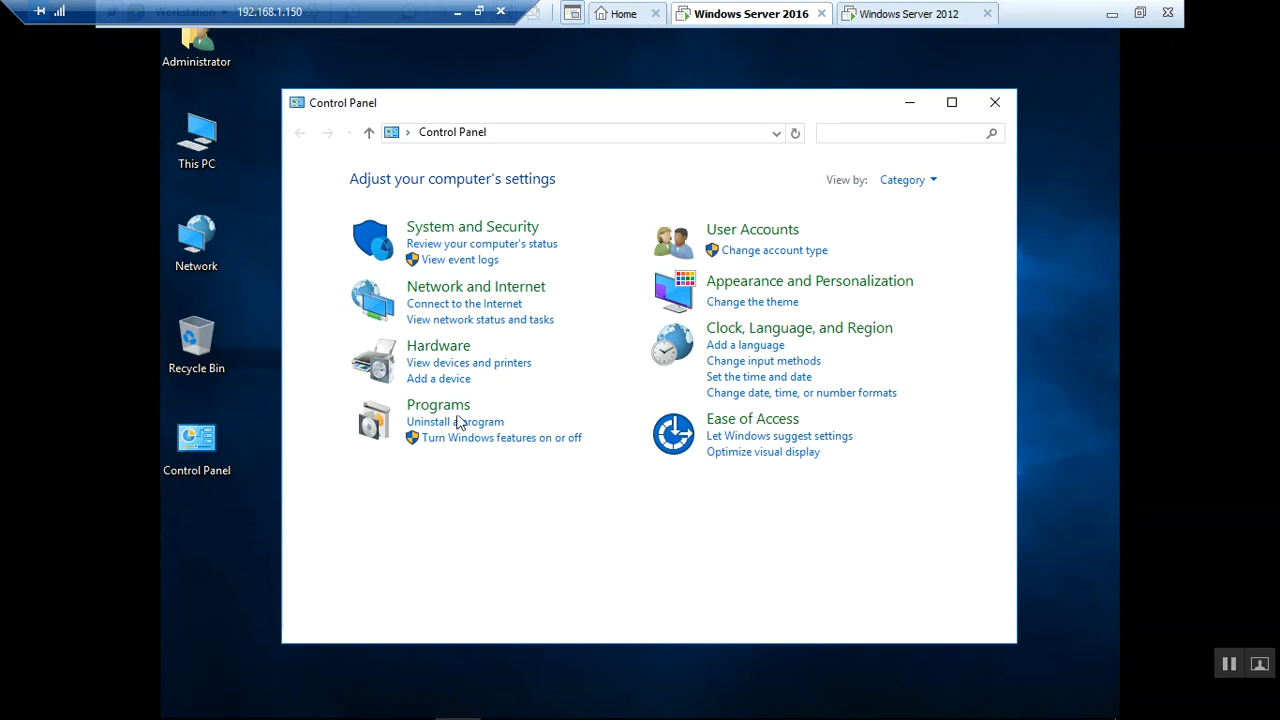 Workstation
192.168.1.150
Home
Windows Server 2016
Windows Server 2012
Administrator
This PC
Network
Recycle Bin
Control Panel
Control Panel
Control Panel
Adjust your computer's settings
View by:
Category
System and Security
Review your computer's status
View event logs
Network and Internet
Connect to the Internet
View network status and tasks
Hardware
View devices and printers
Add a device
Programs
Uninstall a program
Turn Windows features on or off
User Accounts
Change account type
Appearance and Personalization
Change the theme
Clock, Language, and Region
Add a language
Change input methods
Set the time and date
Change date, time, or number formats
Ease of Access
Let Windows suggest settings
Optimize visual display